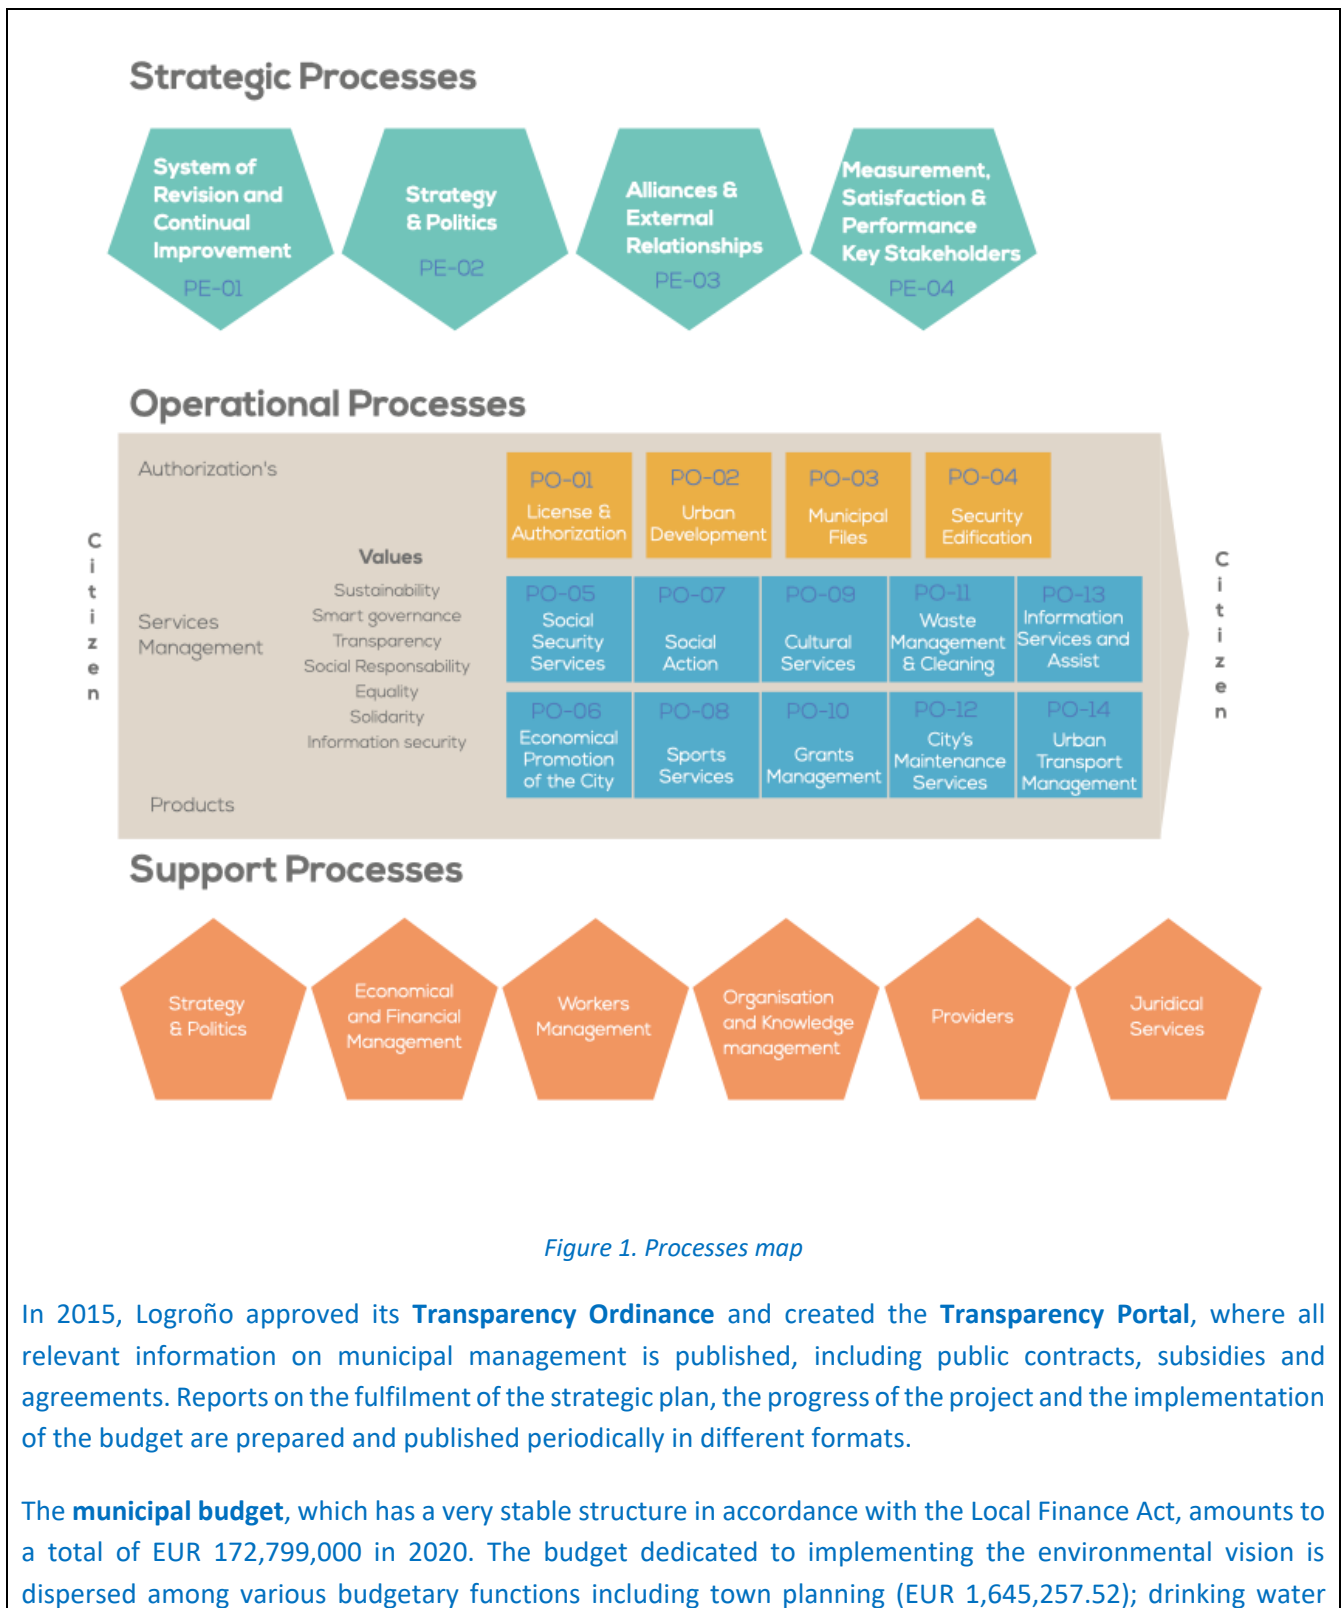 Strategic Processes
System of
Revision and
Continual
Improvement
PE-01
Strategy
& Politics
PE-02
Alliances &
External
Relationships
PE-03
Measurement,
Satisfaction &
Performance
Key Stakeholders
PE-04
Operational Processes
Citizen
Authorization's
Services
Management
Products
Values
Sustainability
Smart governance
Transparency
Social Responsability
Equality
Solidarity
Information security
PO-01
License &
Authorization
PO-02
Urban
Development
PO-03
Municipal
Files
PO-04
Security
Edification
PO-05
Social
Security
Services
PO-07
Social
Action
PO-09
Cultural
Services
PO-11
Waste
Management
& Cleaning
PO-13
Information
Services and
Assist
PO-06
Economical
Promotion
of the City
PO-08
Sports
Services
PO-10
Grants
Management
PO-12
City's
Maintenance
Services
PO-14
Urban
Transport
Management
Citizen
Support Processes
Strategy
& Politics
Economical
and Financial
Management
Workers
Management
Organisation
and Knowledge
management
Providers
Juridical
Services
Figure 1. Processes map
In 2015, Logroño approved its Transparency Ordinance and created the Transparency Portal, where all
relevant information on municipal management is published, including public contracts, subsidies and
agreements. Reports on the fulfilment of the strategic plan, the progress of the project and the implementation
of the budget are prepared and published periodically in different formats.
The municipal budget, which has a very stable structure in accordance with the Local Finance Act, amounts to
a total of EUR 172,799,000 in 2020. The budget dedicated to implementing the environmental vision is
dispersed among various budgetary functions including town planning (EUR 1,645,257.52); drinking water